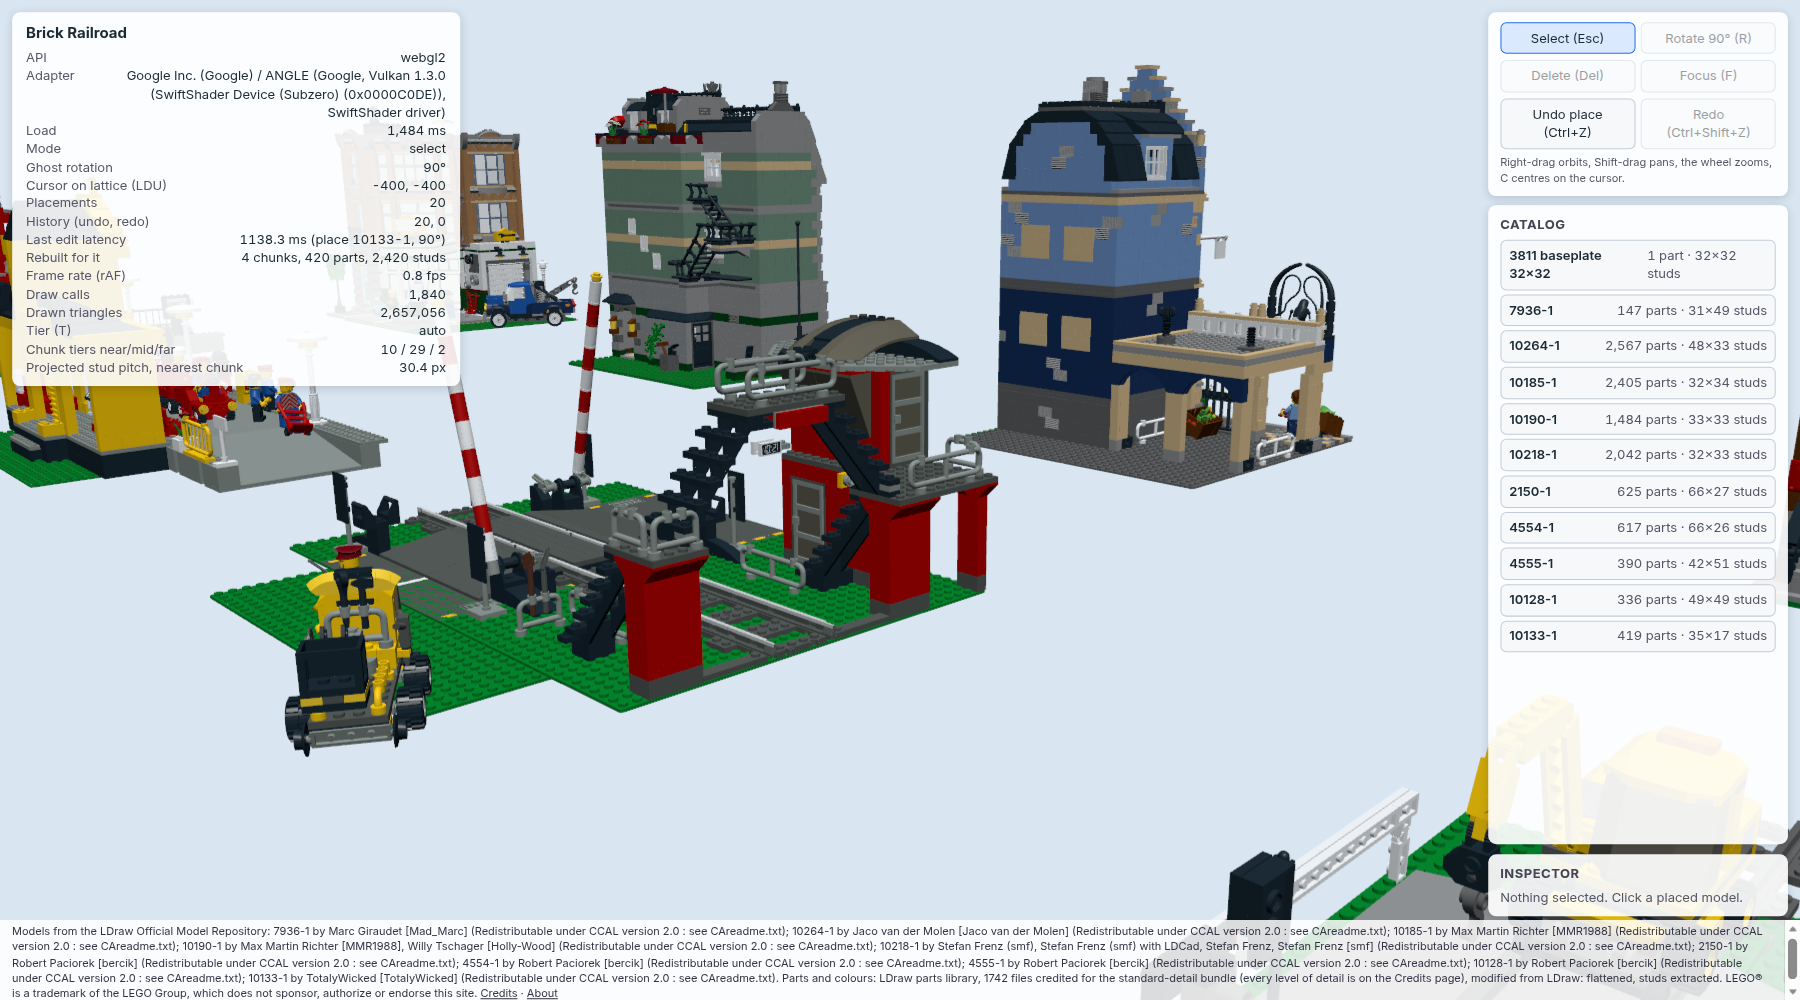 Brick Railroad
API webgl2
Adapter Google Inc. (Google) / ANGLE (Google, Vulkan 1.3.0
(SwiftShader Device (Subzero) (0x0000C0DE)),
SwiftShader driver)
Load 1,484 ms
Mode select
Ghost rotation 90°
Cursor on lattice (LDU) -400, -400
Placements 20
History (undo, redo) 20, 0
Last edit latency 1138.3 ms (place 10133-1, 90°)
Rebuilt for it 4 chunks, 420 parts, 2,420 studs
Frame rate (rAF) 0.8 fps
Draw calls 1,840
Drawn triangles 2,657,056
Tier (T) auto
Chunk tiers near/mid/far 10 / 29 / 2
Projected stud pitch, nearest chunk 30.4 px
Select (Esc) Rotate 90° (R)
Delete (Del) Focus (F)
Undo place
(Ctrl+Z)
Redo
(Ctrl+Shift+Z)
Right-drag orbits, Shift-drag pans, the wheel zooms,
C centres on the cursor.
CATALOG
3811 baseplate 1 part · 32×32
32×32 studs
7936-1 147 parts · 31×49 studs
10264-1 2,567 parts · 48×33 studs
10185-1 2,405 parts · 32×34 studs
10190-1 1,484 parts · 33×33 studs
10218-1 2,042 parts · 32×33 studs
2150-1 625 parts · 66×27 studs
4554-1 617 parts · 66×26 studs
4555-1 390 parts · 42×51 studs
10128-1 336 parts · 49×49 studs
10133-1 419 parts · 35×17 studs
INSPECTOR
Nothing selected. Click a placed model.
Models from the LDraw Official Model Repository: 7936-1 by Marc Giraudet [Mad_Marc] (Redistributable under CCAL version 2.0 : see CAreadme.txt); 10264-1 by Jaco van der Molen [Jaco van der Molen] (Redistributable under CCAL version 2.0 : see CAreadme.txt); 10185-1 by Max Martin Richter [MMR1988] (Redistributable under CCAL
version 2.0 : see CAreadme.txt); 10190-1 by Max Martin Richter [MMR1988], Willy Tschager [Holly-Wood] (Redistributable under CCAL version 2.0 : see CAreadme.txt); 10218-1 by Stefan Frenz (smf), Stefan Frenz (smf) with LDCad, Stefan Frenz, Stefan Frenz [smf] (Redistributable under CCAL version 2.0 : see CAreadme.txt); 2150-1 by
Robert Paciorek [bercik] (Redistributable under CCAL version 2.0 : see CAreadme.txt); 4554-1 by Robert Paciorek [bercik] (Redistributable under CCAL version 2.0 : see CAreadme.txt); 4555-1 by Robert Paciorek [bercik] (Redistributable under CCAL version 2.0 : see CAreadme.txt); 10128-1 by Robert Paciorek [bercik] (Redistributable
under CCAL version 2.0 : see CAreadme.txt); 10133-1 by TotalyWicked [TotalyWicked] (Redistributable under CCAL version 2.0 : see CAreadme.txt). Parts and colours: LDraw parts library, 1742 files credited for the standard-detail bundle (every level of detail is on the Credits page), modified from LDraw: flattened, studs extracted. LEGO®
is a trademark of the LEGO Group, which does not sponsor, authorize or endorse this site. Credits · About